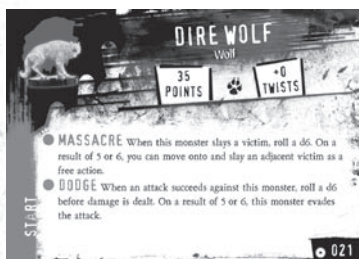 DIRE WOLF
Wolf
35
POINTS
+0
TWISTS
MASSACRE When this monster slays a victim, roll a d6. On a
result of 5 or 6, you can move onto and slay an adjacent victim as a
free action.
DODGE When an attack succeeds against this monster, roll a d6
before damage is dealt. On a result of 5 or 6, this monster evades
the attack.
START
021